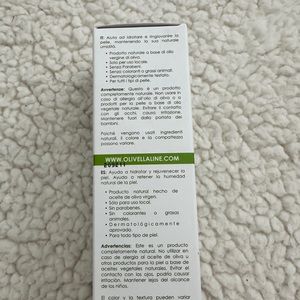 IT: Aiuta ad idratare e ringiovanire la
pelle, mantenendo la sua naturale
umidità.
• Prodotto naturale a base di olio
vergine di oliva.
• Solo per uso locale.
• Senza Parabeni.
• Senza coloranti o grassi animali.
• Dermatologicamente testato.
• Per tutti i tipi di pelle.
Avvertenze: Questo è un prodotto
completamente naturale. Non usare in
caso di allergia all'olio di oliva o a
prodotti per la pelle a base di olio
vegetale naturale. Evitare il contatto
con gli occhi, causa irritazione.
Mantenere fuori dalla portata dei
bambini.
Poiché vengono usati ingredienti
naturali, il colore e la consistenza
WWW.OLIVELLALINE.COM
ES: Ayuda a hidratar y rejuvenecer la
piel. Ayuda a retener la humedad
natural de la piel.
• Producto natural hecho de
aceite de oliva virgen.
• Sólo para uso local.
• Sin parabenes.
• Sin colorantes o grasas
animales.
• Dermatológicamente
aprovado.
• Para todo tipo de piel.
Advertencias: Este es un producto
completamente natural. No utilizar en
caso de alergia al aceite de oliva u
otros productos para la piel a base de
aceites vegetales naturales. Evitar el
contacto con los ojos, podría causar
irritación. Mantener lejos del alcance
de los niños.
El color y la textura pueden variar